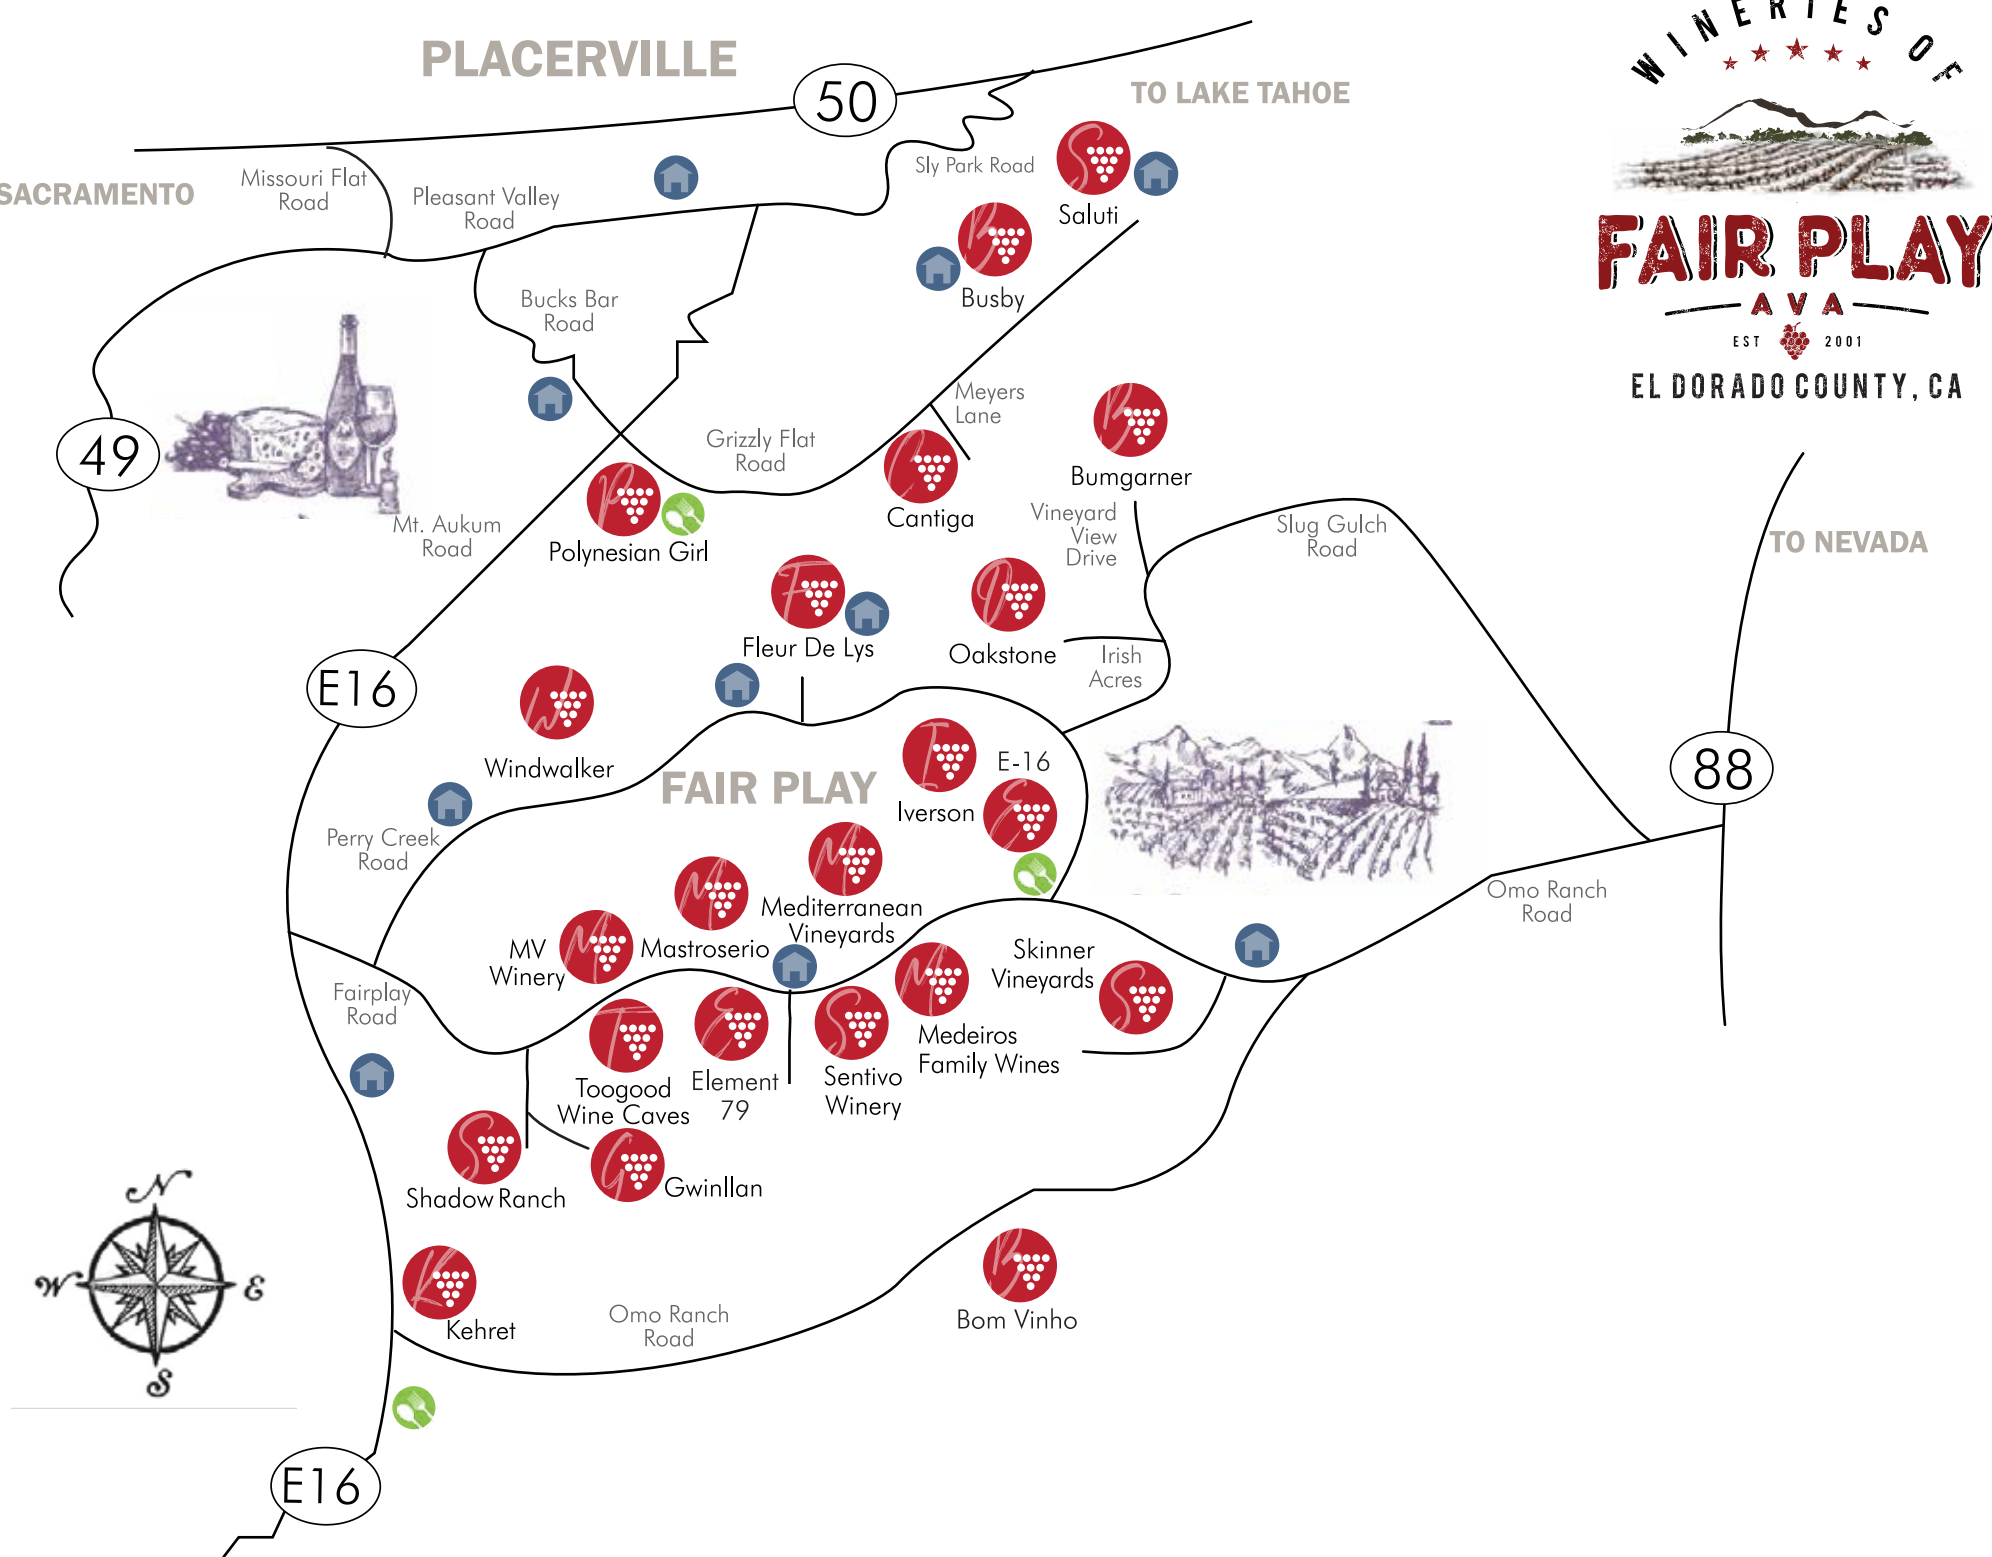 WINERIES OF
FAIR PLAY
AVA
EST 2001
EL DORADO COUNTY, CA
PLACERVILLE
50
TO LAKE TAHOE
SACRAMENTO
Missouri Flat
Road
Pleasant Valley
Road
Sly Park Road
S
Saluti
B
Busby
Bucks Bar
Road
49
Meyers
Lane
Grizzly Flat
Road
B
Bumgarner
C
Cantiga
P
Polynesian Girl
Mt. Aukum
Road
Vineyard
View
Drive
Slug Gulch
Road
TO NEVADA
F
Fleur De Lys
O
Oakstone
Irish
Acres
E16
W
Windwalker
FAIR PLAY
I
Iverson
E-16
E
88
Perry Creek
Road
M
Mediterranean
Vineyards
M
Mastroserio
M
MV
Winery
Omo Ranch
Road
Skinner
Vineyards
S
M
Medeiros
Family Wines
Fairplay
Road
T
Toogood
Wine Caves
E
Element
79
S
Sentivo
Winery
S
Shadow Ranch
G
Gwinllan
N
W
E
S
K
Kehret
Omo Ranch
Road
B
Bom Vinho
E16